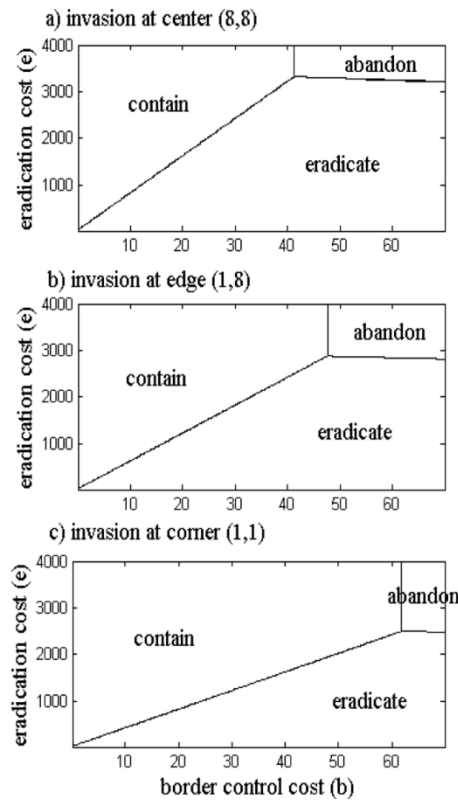 a) invasion at center (8,8)
eradication cost (e)
4000
3000
2000
1000
contain
abandon
eradicate
10 20 30 40 50 60
b) invasion at edge (1,8)
eradication cost (e)
4000
3000
2000
1000
contain
abandon
eradicate
10 20 30 40 50 60
c) invasion at corner (1,1)
eradication cost (e)
4000
3000
2000
1000
contain
abandon
eradicate
10 20 30 40 50 60
border control cost (b)